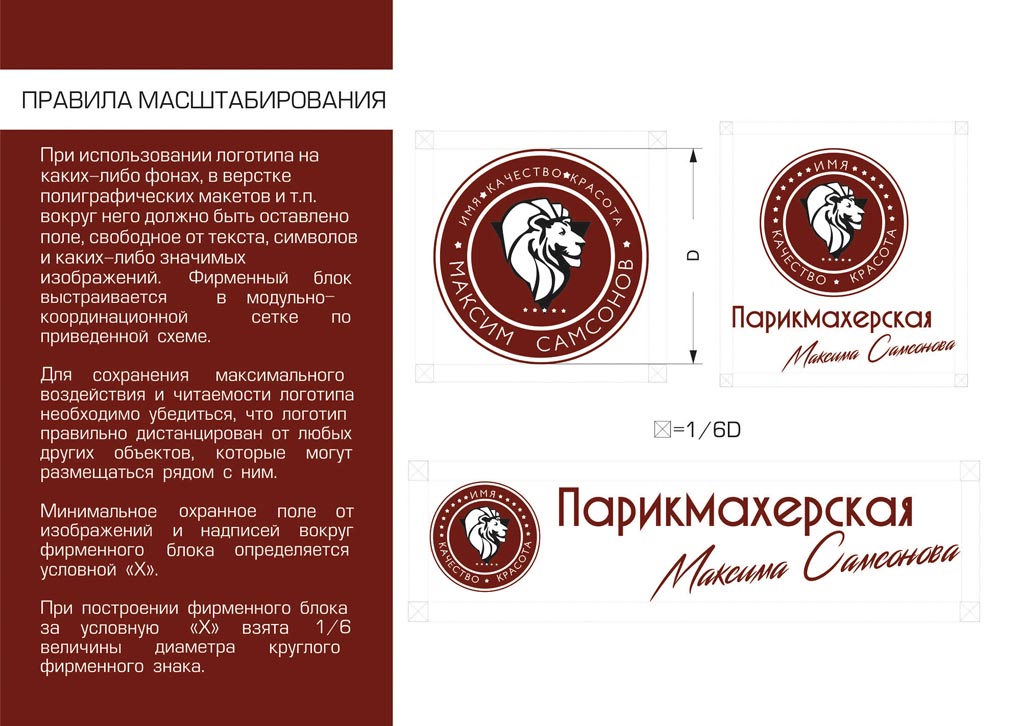 ПРАВИЛА МАСШТАБИРОВАНИЯ
При использовании логотипа на
каких-либо фонах, в верстке
полиграфических макетов и т.п.
вокруг него должно быть оставлено
поле, свободное от текста, символов
и каких-либо значимых
изображений. Фирменный блок
выстраивается в модульно-
координационной сетке по
приведенной схеме.
Для сохранения максимального
воздействия и читаемости логотипа
необходимо убедиться, что логотип
правильно дистанцирован от любых
других объектов, которые могут
размещаться рядом с ним.
Минимальное охранное поле от
изображений и надписей вокруг
фирменного блока определяется
условной «Х».
При построении фирменного блока
за условную «Х» взята 1/6
величины диаметра круглого
фирменного знака.
ИМЯ★КАЧЕСТВО★КРАСОТА
МАКСИМ САМСОНОВ
D
ИМЯ
КАЧЕСТВО ★ КРАСОТА
Парикмахерская
Максима Самсонова
=1/6D
ИМЯ
КАЧЕСТВО ★ КРАСОТА
Парикмахерская
Максима Самсонова